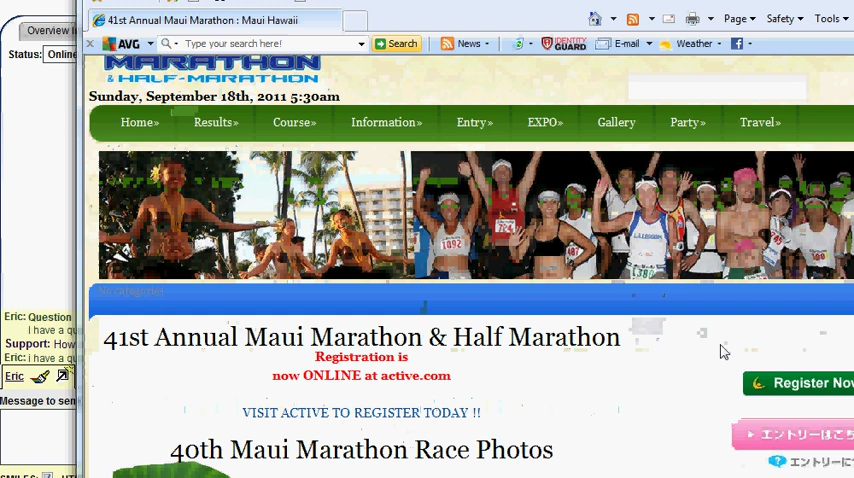 Overview
Status: Online
Eric: Question
I have a qu
Support: How
Eric: i have a qu
Eric
Message to sen
41st Annual Maui Marathon : Maui Hawaii
Page
Safety
Tools
AVG
Type your search here!
Search
News
IDENTITY GUARD
E-mail
Weather
MARATHON
& HALF-MARATHON
Sunday, September 18th, 2011 5:30am
Home»
Results»
Course»
Information»
Entry»
EXPO»
Gallery
Party»
Travel»
No categories
41st Annual Maui Marathon & Half Marathon
Registration is
now ONLINE at active.com
VISIT ACTIVE TO REGISTER TODAY !!
40th Maui Marathon Race Photos
Register Now
エントリーはこち
エントリーにつ